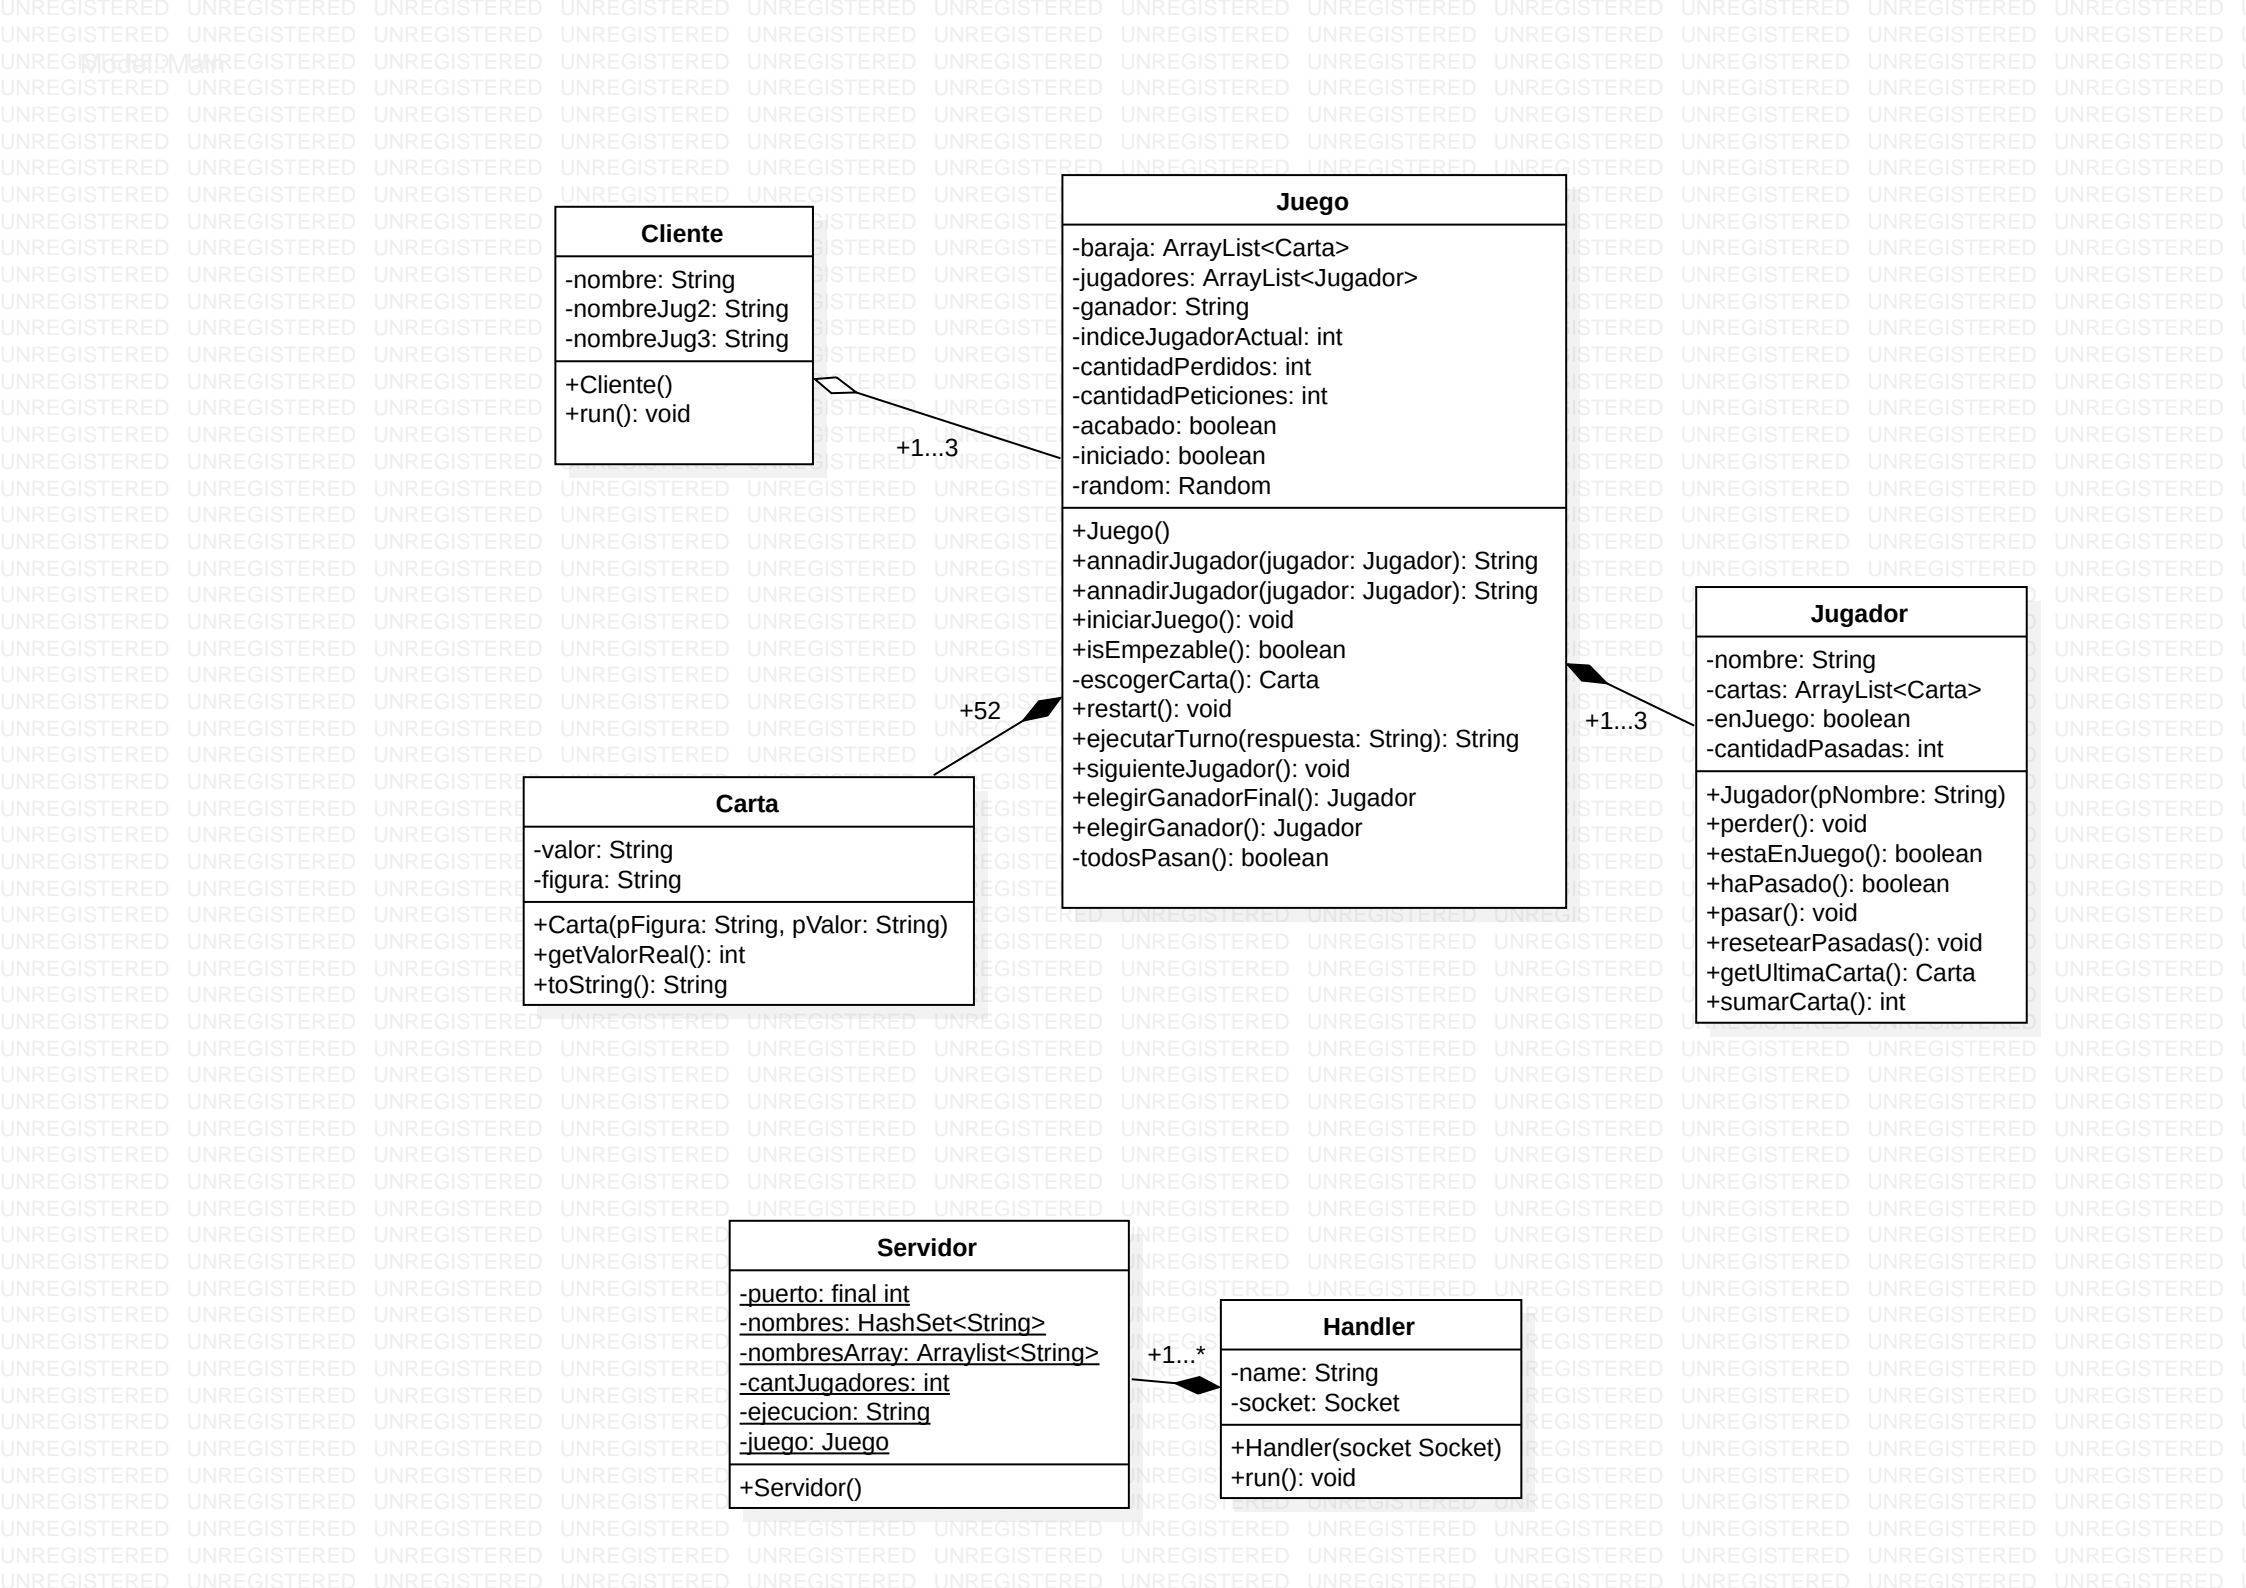 Model::Main
Cliente
-nombre: String
-nombreJug2: String
-nombreJug3: String
+Cliente()
+run(): void
+1...3
Juego
-baraja: ArrayList<Carta>
-jugadores: ArrayList<Jugador>
-ganador: String
-indiceJugadorActual: int
-cantidadPerdidos: int
-cantidadPeticiones: int
-acabado: boolean
-iniciado: boolean
-random: Random
+Juego()
+annadirJugador(jugador: Jugador): String
+annadirJugador(jugador: Jugador): String
+iniciarJuego(): void
+isEmpezable(): boolean
-escogerCarta(): Carta
+restart(): void
+ejecutarTurno(respuesta: String): String
+siguienteJugador(): void
+elegirGanadorFinal(): Jugador
+elegirGanador(): Jugador
-todosPasan(): boolean
+1...3
Jugador
-nombre: String
-cartas: ArrayList<Carta>
-enJuego: boolean
-cantidadPasadas: int
+Jugador(pNombre: String)
+perder(): void
+estaEnJuego(): boolean
+haPasado(): boolean
+pasar(): void
+resetearPasadas(): void
+getUltimaCarta(): Carta
+sumarCarta(): int
+52
Carta
-valor: String
-figura: String
+Carta(pFigura: String, pValor: String)
+getValorReal(): int
+toString(): String
Servidor
-puerto: final int
-nombres: HashSet<String>
-nombresArray: Arraylist<String>
-cantJugadores: int
-ejecucion: String
-juego: Juego
+Servidor()
+1...*
Handler
-name: String
-socket: Socket
+Handler(socket Socket)
+run(): void
UNREGISTERED